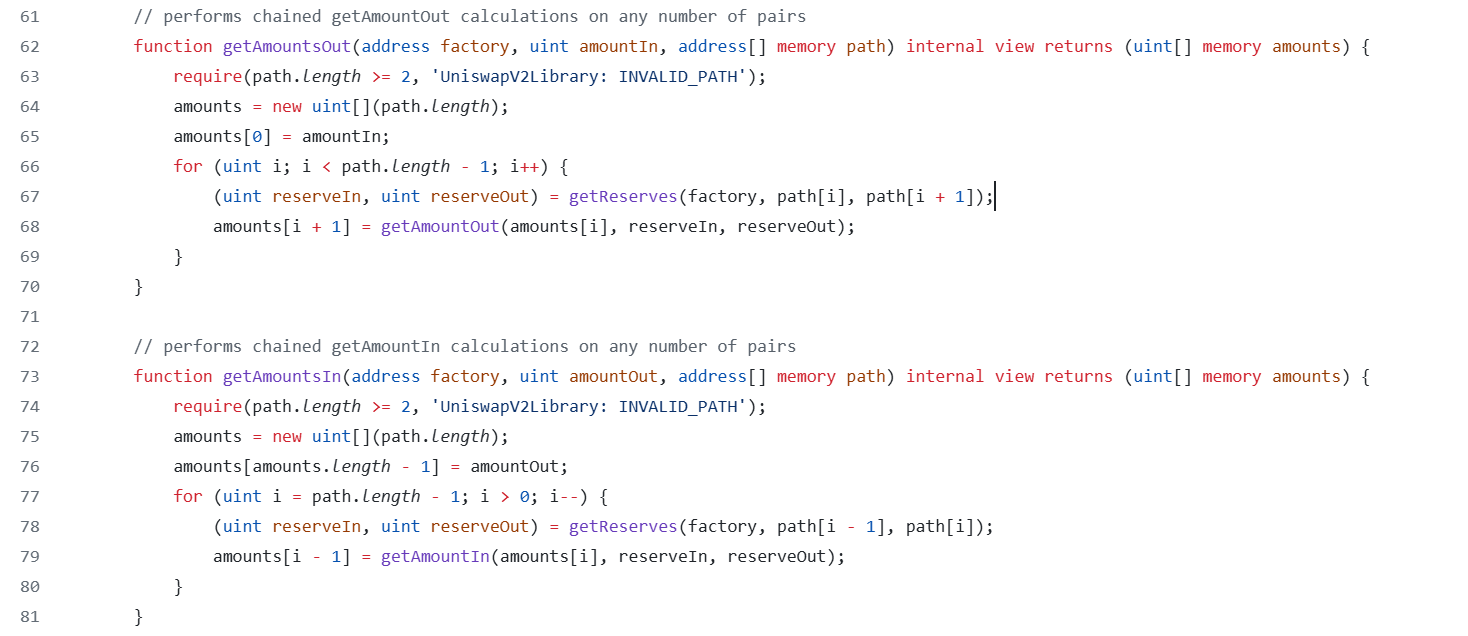 61 // performs chained getAmountOut calculations on any number of pairs
62 function getAmountsOut(address factory, uint amountIn, address[] memory path) internal view returns (uint[] memory amounts) {
63 require(path.length >= 2, 'UniswapV2Library: INVALID_PATH');
64 amounts = new uint[](path.length);
65 amounts[0] = amountIn;
66 for (uint i; i < path.length - 1; i++) {
67 (uint reserveIn, uint reserveOut) = getReserves(factory, path[i], path[i + 1]);
68 amounts[i + 1] = getAmountOut(amounts[i], reserveIn, reserveOut);
69 }
70 }
71
72 // performs chained getAmountIn calculations on any number of pairs
73 function getAmountsIn(address factory, uint amountOut, address[] memory path) internal view returns (uint[] memory amounts) {
74 require(path.length >= 2, 'UniswapV2Library: INVALID_PATH');
75 amounts = new uint[](path.length);
76 amounts[amounts.length - 1] = amountOut;
77 for (uint i = path.length - 1; i > 0; i--) {
78 (uint reserveIn, uint reserveOut) = getReserves(factory, path[i - 1], path[i]);
79 amounts[i - 1] = getAmountIn(amounts[i], reserveIn, reserveOut);
80 }
81 }